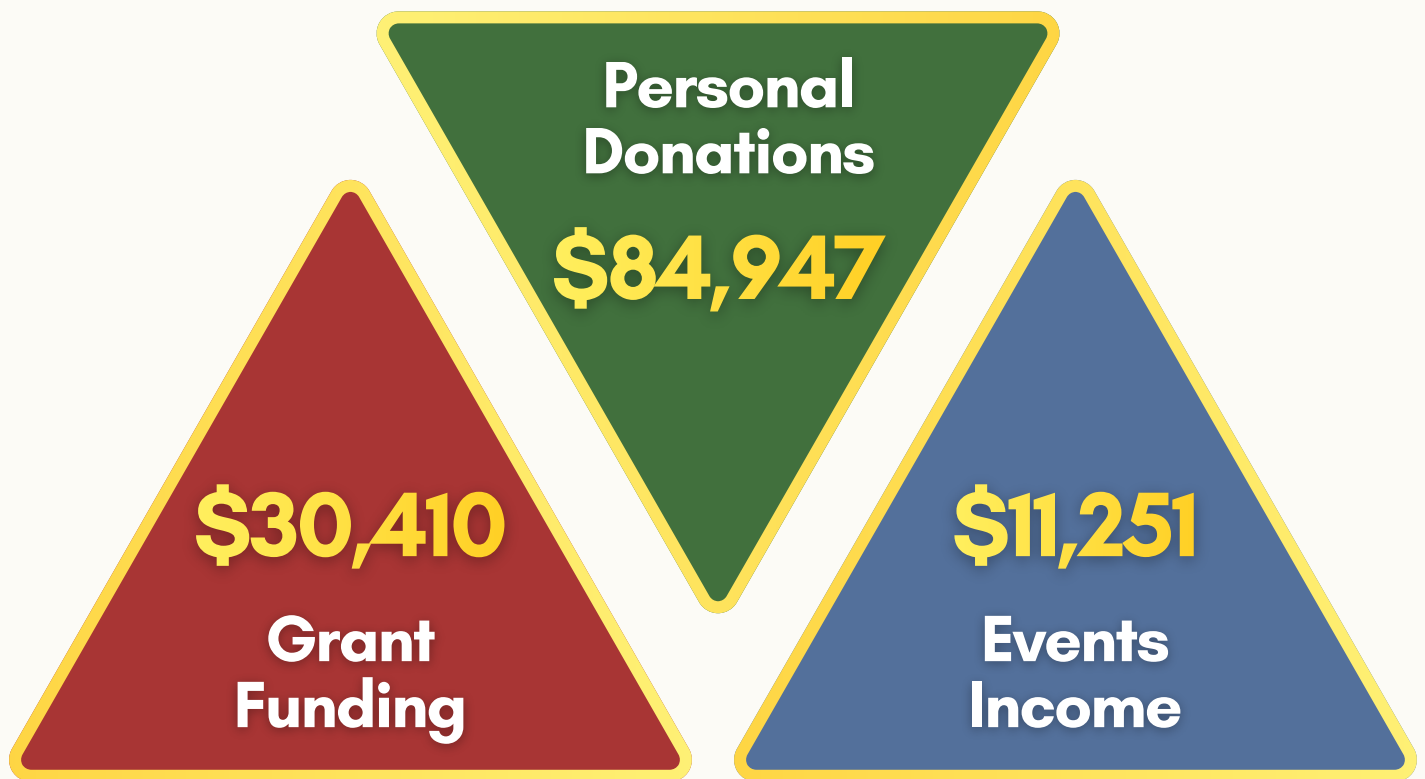 Personal
Donations
$84,947
$30,410
Grant
Funding
$11,251
Events
Income